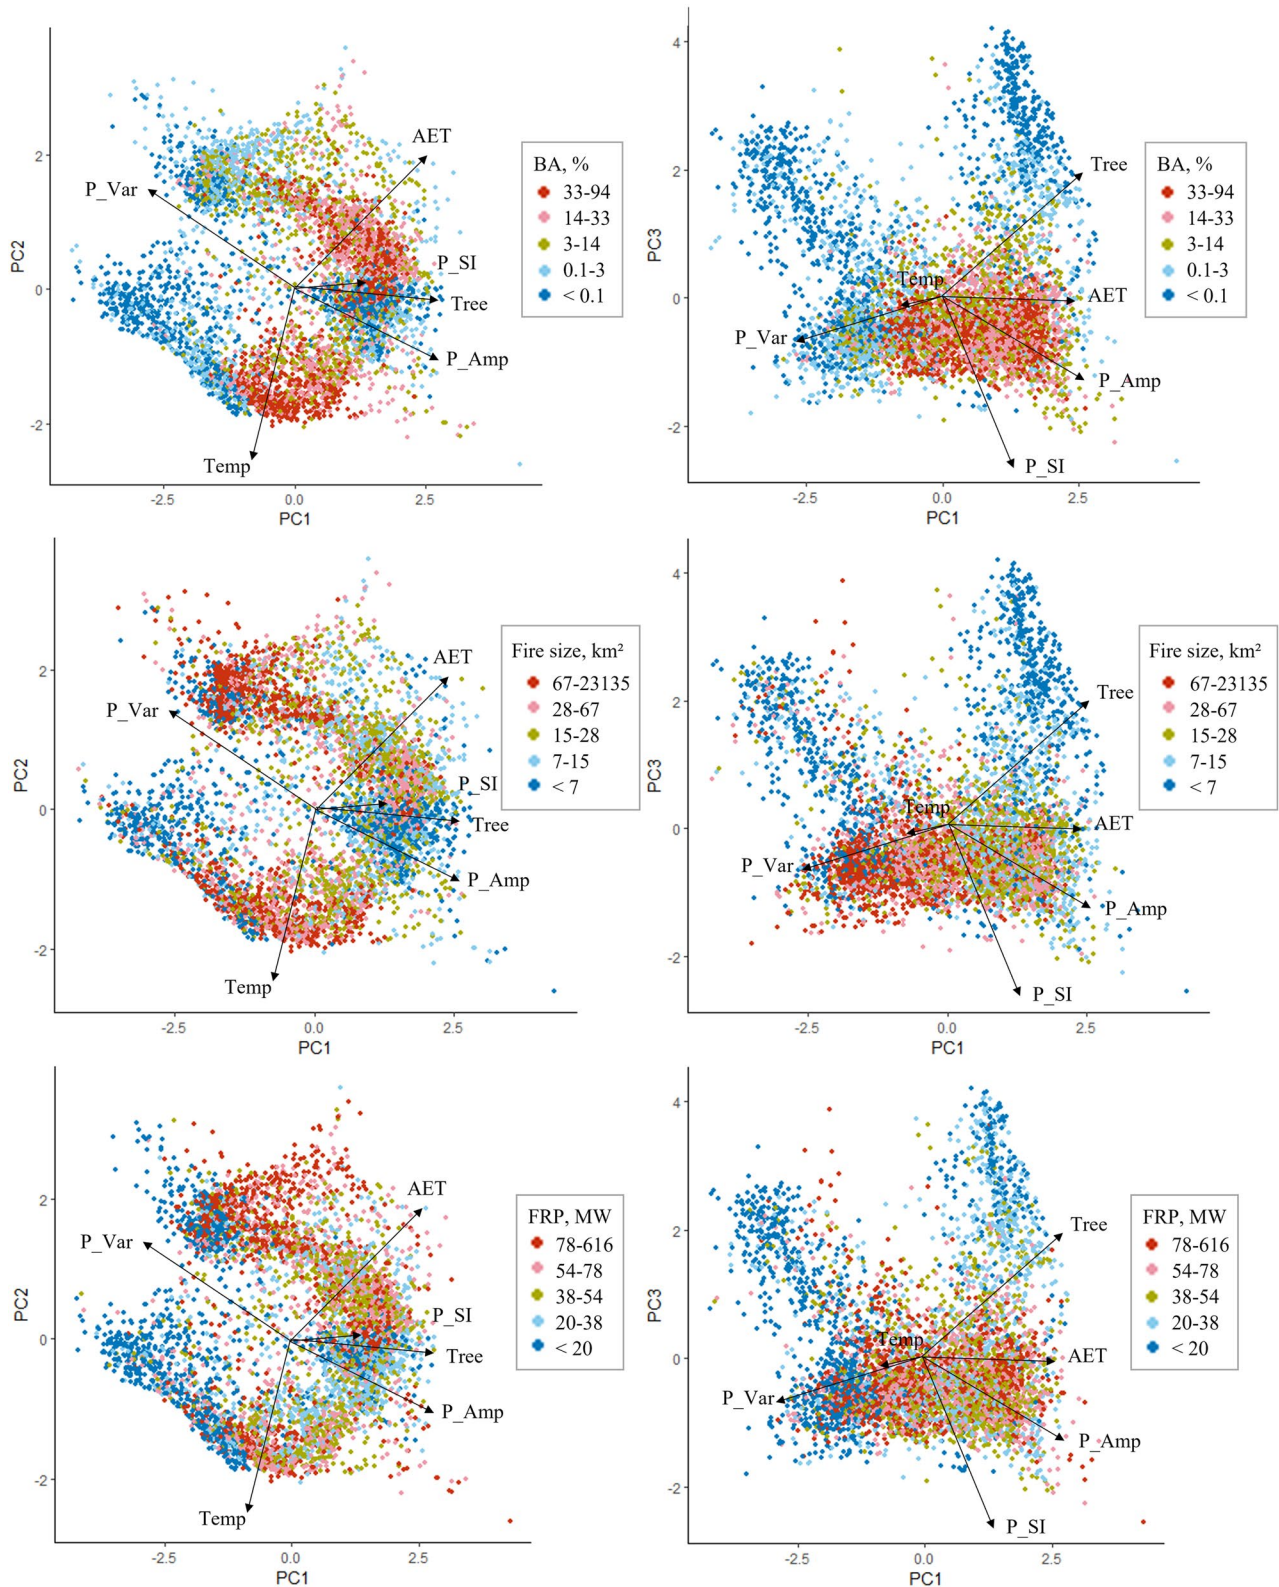 PC2
2
0
-2
-2.5
0.0
2.5
PC1
AET
P_Var
P_SI
Tree
P_Amp
Temp
BA, %
33-94
14-33
3-14
0.1-3
< 0.1
PC3
4
2
0
-2
-2.5
0.0
2.5
PC1
Tree
Temp
AET
P_Var
P_Amp
P_SI
BA, %
33-94
14-33
3-14
0.1-3
< 0.1
PC2
2
0
-2
-2.5
0.0
2.5
PC1
AET
P_Var
P_SI
Tree
P_Amp
Temp
Fire size, km²
67-23135
28-67
15-28
7-15
< 7
PC3
4
2
0
-2
-2.5
0.0
2.5
PC1
Tree
Temp
AET
P_Var
P_Amp
P_SI
Fire size, km²
67-23135
28-67
15-28
7-15
< 7
PC2
2
0
-2
-2.5
0.0
2.5
PC1
AET
P_Var
P_SI
Tree
P_Amp
Temp
FRP, MW
78-616
54-78
38-54
20-38
< 20
PC3
4
2
0
-2
-2.5
0.0
2.5
PC1
Tree
Temp
AET
P_Var
P_Amp
P_SI
FRP, MW
78-616
54-78
38-54
20-38
< 20